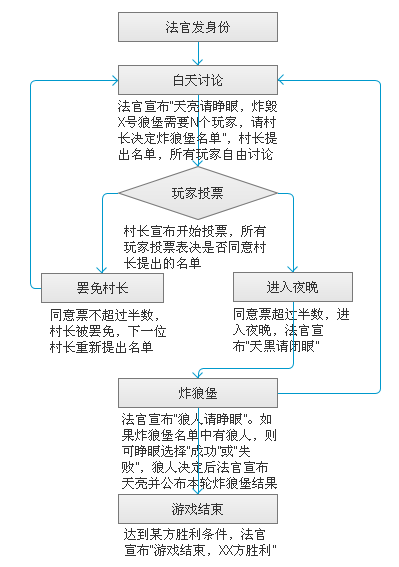 法官发身份
白天讨论
法官宣布"天亮请睁眼，炸毁
X号狼堡需要N个玩家，请村
长决定炸狼堡名单"，村长提
出名单，所有玩家自由讨论
玩家投票
村长宣布开始投票，所有
玩家投票表决是否同意村
长提出的名单
罢免村长
同意票不超过半数，
村长被罢免，下一位
村长重新提出名单
进入夜晚
同意票超过半数，进
入夜晚，法官宣
布"天黑请闭眼"
炸狼堡
法官宣布"狼人请睁眼"。如
果炸狼堡名单中有狼人，则
可睁眼选择"成功"或"失
败"，狼人决定后法官宣布
天亮并公布本轮炸狼堡结果
游戏结束
达到某方胜利条件，法官
宣布"游戏结束，XX方胜利"